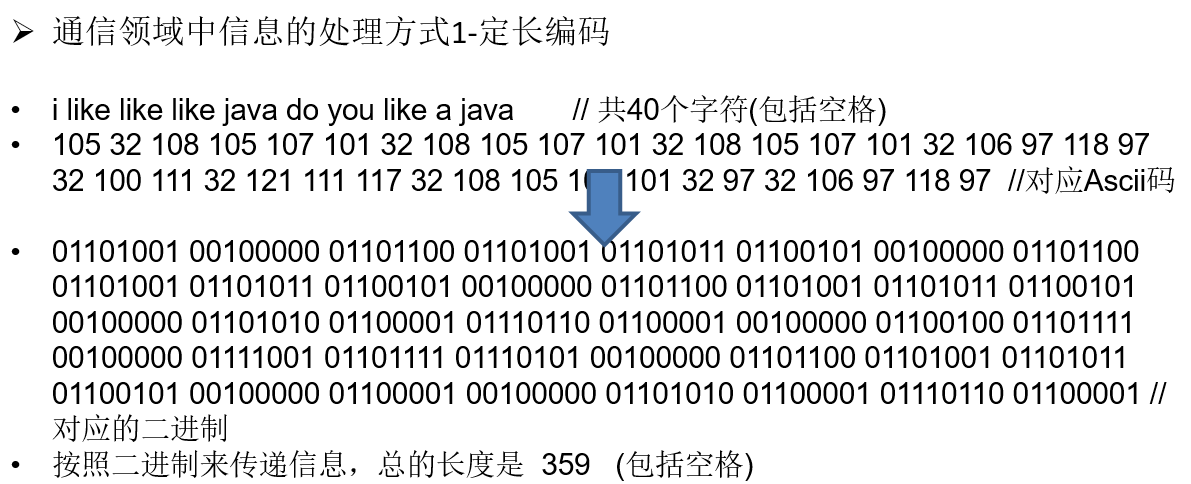 ➢ 通信领域中信息的处理方式1-定长编码
• i like like like java do you like a java // 共40个字符(包括空格)
• 105 32 108 105 107 101 32 108 105 107 101 32 108 105 107 101 32 106 97 118 97
32 100 111 32 121 111 117 32 108 105 101 32 97 32 106 97 118 97 //对应Ascii码
• 01101001 00100000 01101100 01101001 01101011 01100101 00100000 01101100
01101001 01101011 01100101 00100000 01101100 01101001 01101011 01100101
00100000 01101010 01100001 01110110 01100001 00100000 01100100 01101111
00100000 01111001 01101111 01110101 00100000 01101100 01101001 01101011
01100101 00100000 01100001 00100000 01101010 01100001 01110110 01100001 //
对应的二进制
• 按照二进制来传递信息，总的长度是 359 (包括空格)